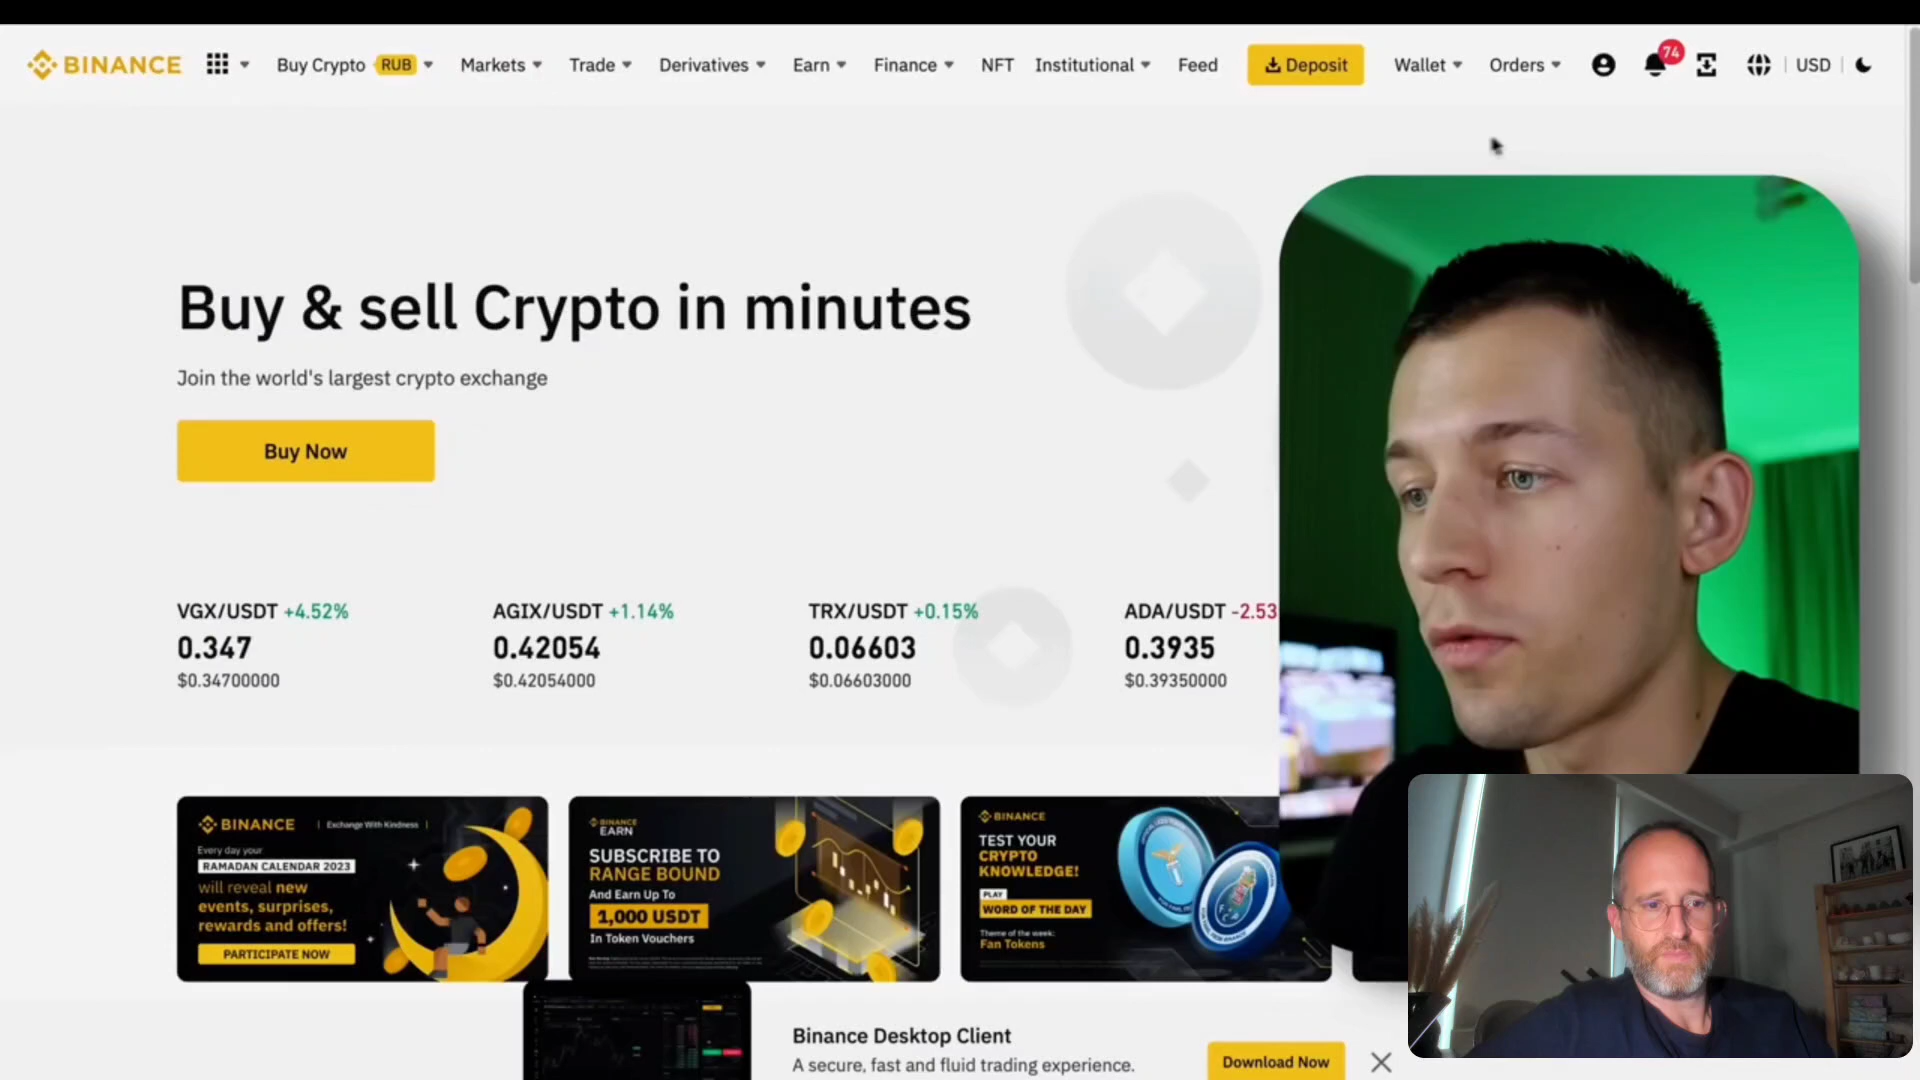 BINANCE
Buy Crypto RUB
Markets
Trade
Derivatives
Earn
Finance
NFT
Institutional
Feed
Deposit
Wallet
Orders
74
USD
Buy & sell Crypto in minutes
Join the world's largest crypto exchange
Buy Now
VGX/USDT +4.52%
0.347
$0.34700000
AGIX/USDT +1.14%
0.42054
$0.42054000
TRX/USDT +0.15%
0.06603
$0.06603000
ADA/USDT -2.53
0.3935
$0.39350000
BINANCE | Exchange With Kindness |
Every day your
RAMADAN CALENDAR 2023
will reveal new
events, surprises,
rewards and offers!
PARTICIPATE NOW
BINANCE
EARN
SUBSCRIBE TO
RANGE BOUND
And Earn Up To
1,000 USDT
In Token Vouchers
BINANCE
TEST YOUR
CRYPTO
KNOWLEDGE!
PLAY
WORD OF THE DAY
Theme of the week:
Fan Tokens
Binance Desktop Client
A secure, fast and fluid trading experience.
Download Now